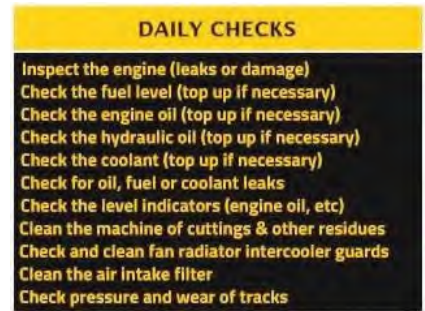 DAILY CHECKS
Inspect the engine (leaks or damage)
Check the fuel level (top up if necessary)
Check the engine oil (top up if necessary)
Check the hydraulic oil (top up if necessary)
Check the coolant (top up if necessary)
Check for oil, fuel or coolant leaks
Check the level indicators (engine oil, etc)
Clean the machine of cuttings & other residues
Check and clean fan radiator intercooler guards
Clean the air intake filter
Check pressure and wear of tracks